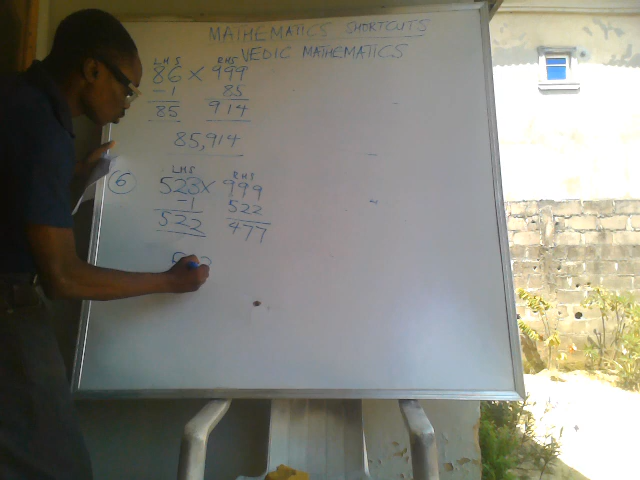 MATHEMATICS SHORTCUTS
VEDIC MATHEMATICS
LHS RHS
86 x 999
-1 85
85 914
85,914
6 LHS RHS
523 x 999
-1 522
522 477